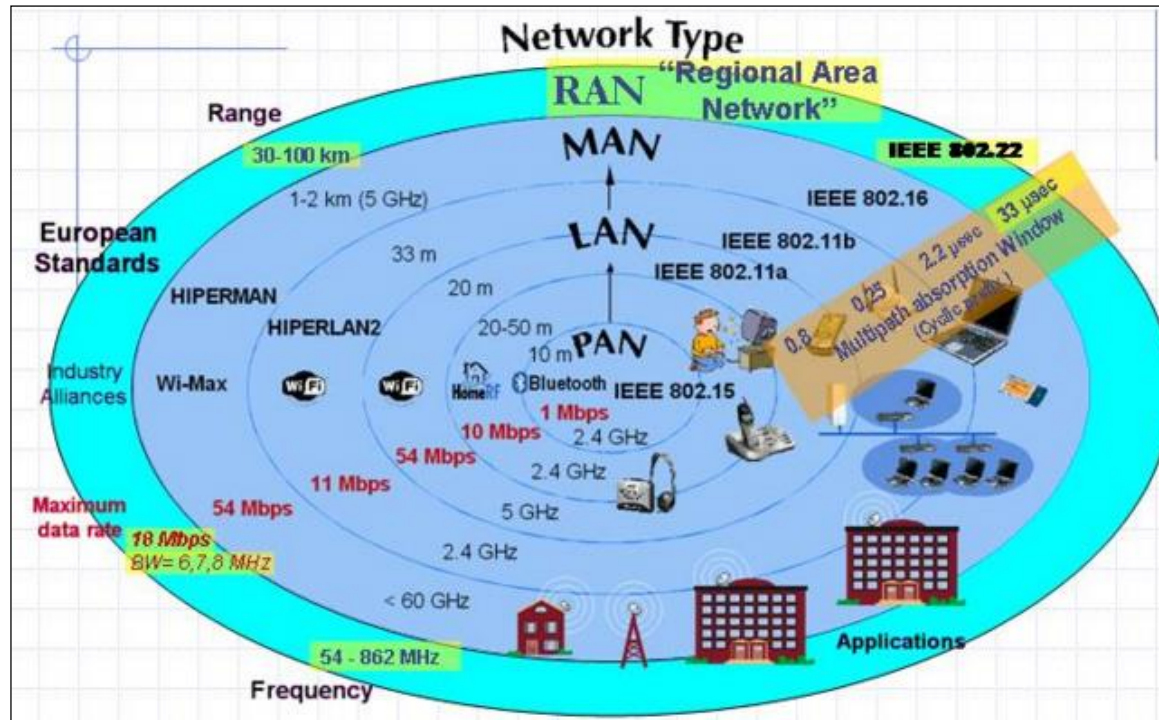 Network Type
RAN "Regional Area
Network"
Range
30-100 km
MAN
IEEE 802.22
1-2 km (5 GHz)
IEEE 802.16
33 µsec
European
Standards
33 m
LAN
IEEE 802.11b
2.2 µsec
HIPERMAN
20 m
IEEE 802.11a
0.25
0.8
Multipath absorption Window
(Cyclic prefix )
HIPERLAN2
20-50 m
10 m
PAN
Industry
Alliances
Wi-Max
WiFi
WiFi
HomeRF
Bluetooth
IEEE 802.15
1 Mbps
10 Mbps
2.4 GHz
54 Mbps
2.4 GHz
11 Mbps
5 GHz
Maximum
data rate
54 Mbps
18 Mbps
BW= 6,7,8 MHz
2.4 GHz
< 60 GHz
Applications
54 - 862 MHz
Frequency